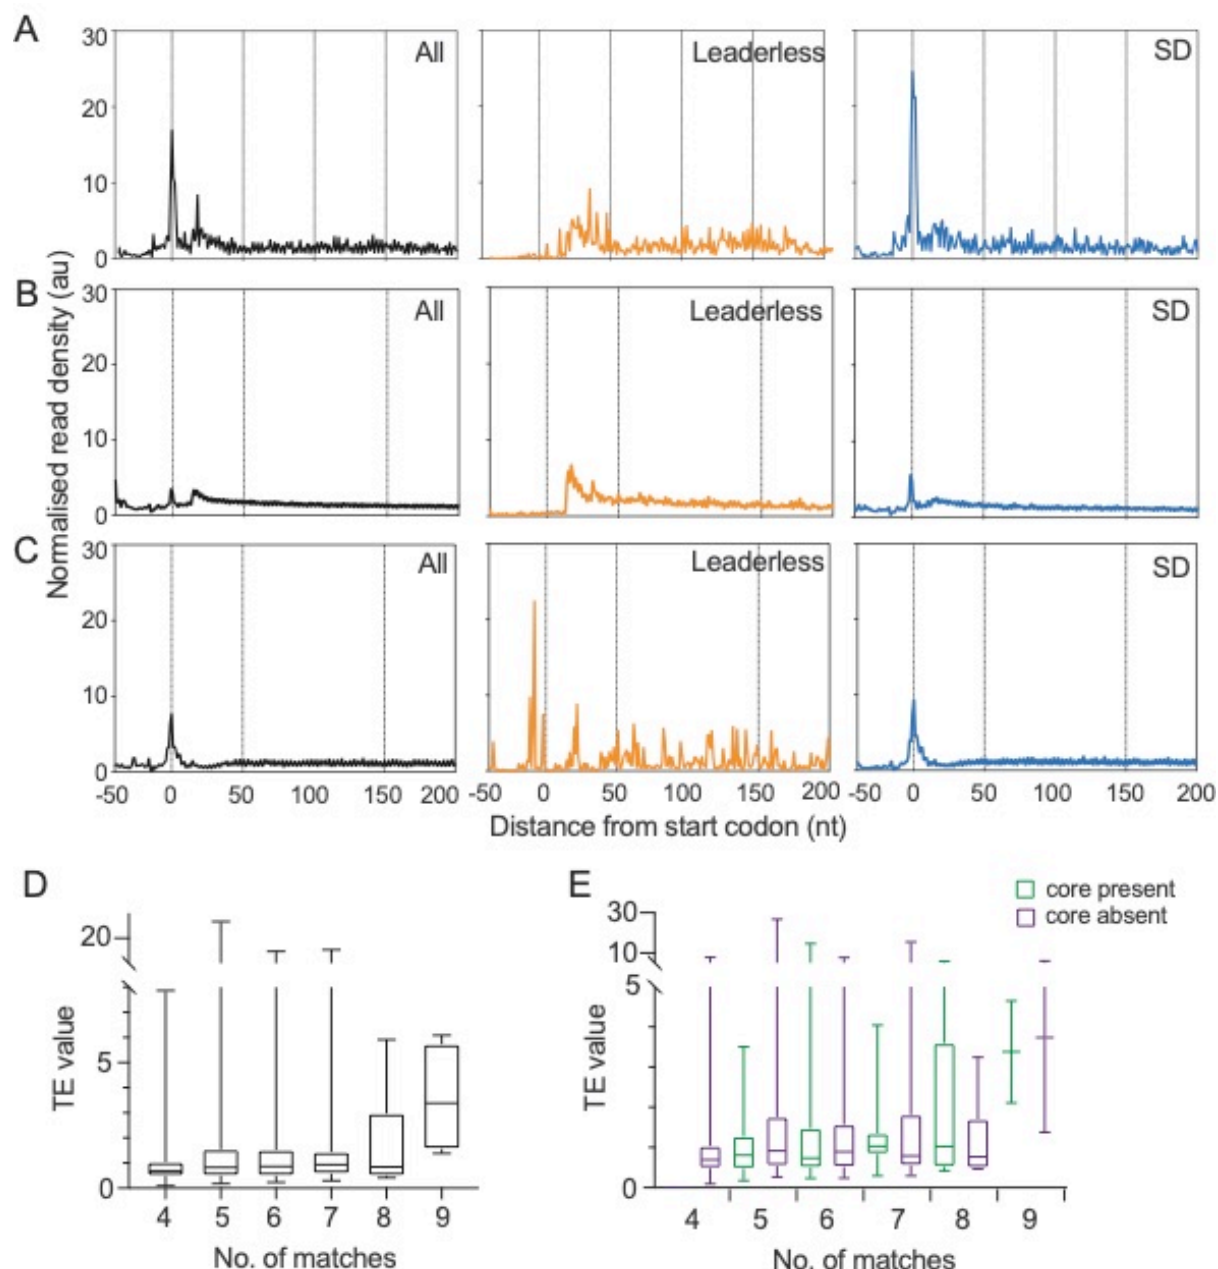 A
30
20
10
0
All
Leaderless
SD
B
30
20
10
0
All
Leaderless
SD
C
30
20
10
0
All
Leaderless
SD
Normalised read density (au)
-50 0 50 100 150 200
-50 0 50 100 150 200
-50 0 50 100 150 200
Distance from start codon (nt)
D
20
5
0
TE value
4 5 6 7 8 9
No. of matches
E
core present
core absent
30
10
5
0
TE value
4 5 6 7 8 9
No. of matches